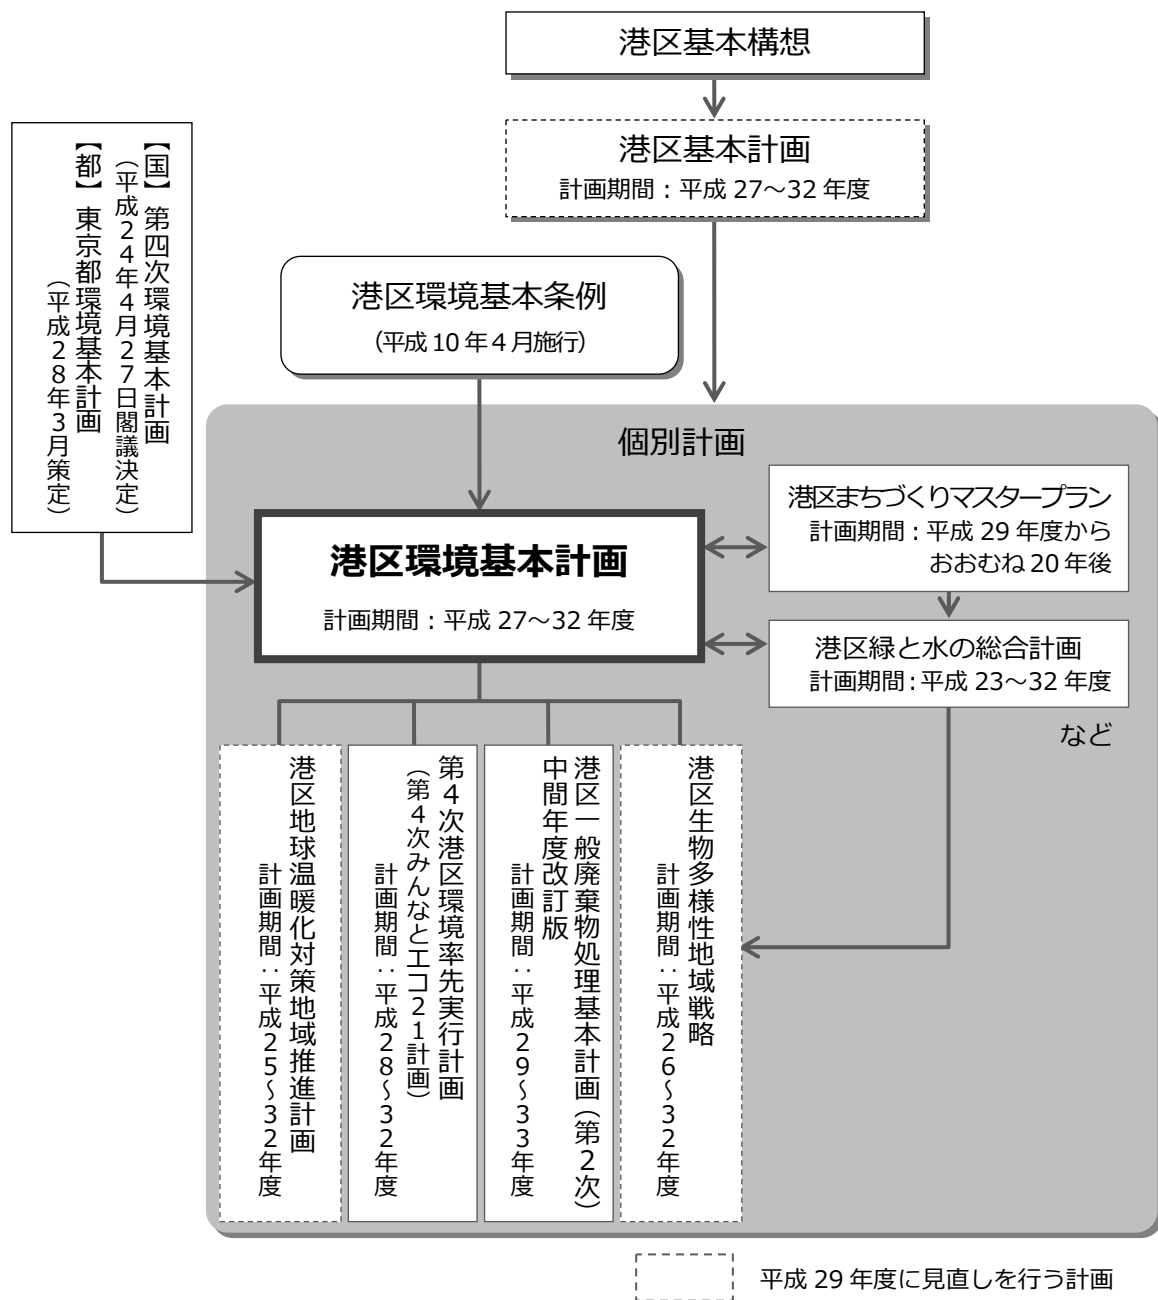 港区基本構想
港区基本計画
計画期間：平成 27～32 年度
【国】第四次環境基本計画
（平成24年4月27日閣議決定）
【都】東京都環境基本計画
（平成28年3月策定）
港区環境基本条例
（平成 10 年４月施行）
個別計画
港区環境基本計画
計画期間：平成 27～32 年度
港区まちづくりマスタープラン
計画期間：平成 29 年度から
おおむね 20 年後
港区緑と水の総合計画
計画期間：平成 23～32 年度
など
港区地球温暖化対策地域推進計画
計画期間：平成25～32年度
第４次港区環境率先実行計画
（第４次みんなとエコ２１計画）
計画期間：平成28～32年度
港区一般廃棄物処理基本計画（第２次）
中間年度改訂版
計画期間：平成29～33年度
港区生物多様性地域戦略
計画期間：平成26～32年度
平成 29 年度に見直しを行う計画